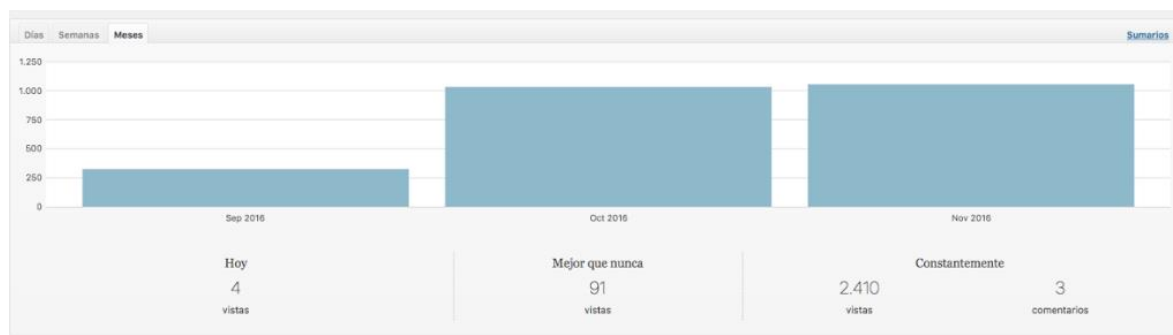 Días Semanas Meses Sumarios
1.250
1.000
750
500
250
0
Sep 2016 Oct 2016 Nov 2016
Hoy Mejor que nunca Constantemente
4 91 2.410 3
vistas vistas vistas comentarios